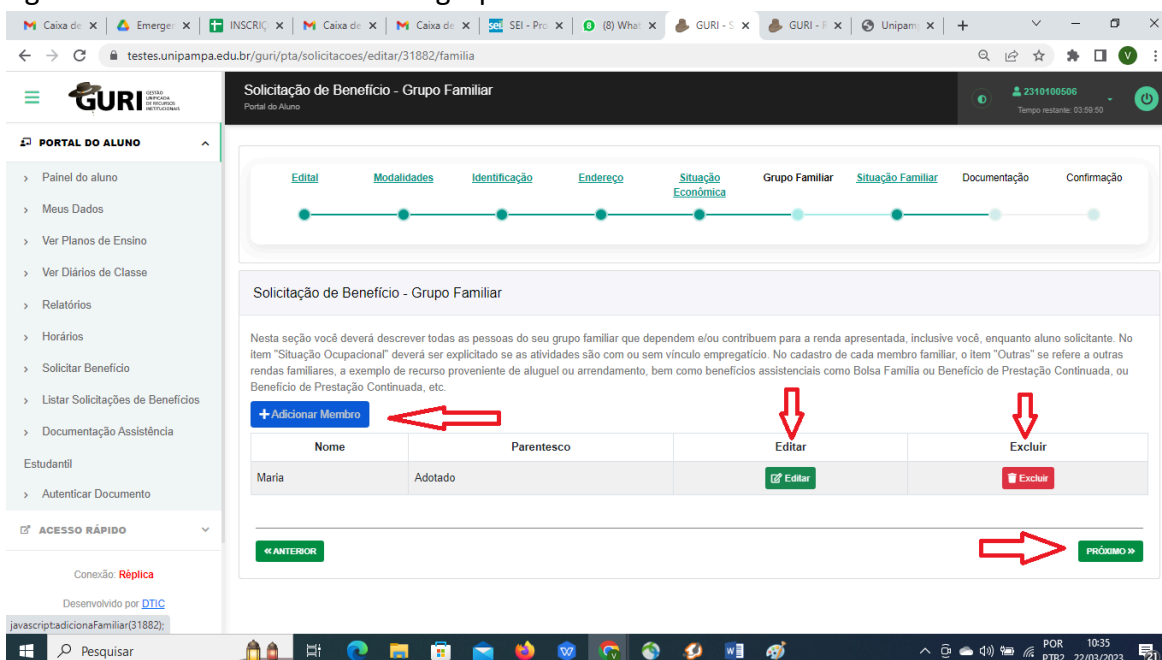 Caixa de
Emergen
INSCRIÇ
Caixa de
Caixa de
SEI - Pro
(8) What
GURI - S
GURI - P
Unipamp
testes.unipampa.edu.br/guri/pta/solicitacoes/editar/31882/familia
GURI GESTÃO UNIFICADA DE RECURSOS INSTITUCIONAIS
Solicitação de Benefício - Grupo Familiar
Portal do Aluno
2310100506
Tempo restante: 03:59:50
PORTAL DO ALUNO
Painel do aluno
Meus Dados
Ver Planos de Ensino
Ver Diários de Classe
Relatórios
Horários
Solicitar Benefício
Listar Solicitações de Benefícios
Documentação Assistência
Estudantil
Autenticar Documento
ACESSO RÁPIDO
Conexão: Réplica
Desenvolvido por DTIC
javascript:adicionaFamiliar(31882);
Edital
Modalidades
Identificação
Endereço
Situação
Econômica
Grupo Familiar
Situação Familiar
Documentação
Confirmação
Solicitação de Benefício - Grupo Familiar
Nesta seção você deverá descrever todas as pessoas do seu grupo familiar que dependem e/ou contribuem para a renda apresentada, inclusive você, enquanto aluno solicitante. No
item "Situação Ocupacional" deverá ser explicitado se as atividades são com ou sem vínculo empregatício. No cadastro de cada membro familiar, o item "Outras" se refere a outras
rendas familiares, a exemplo de recurso proveniente de aluguel ou arrendamento, bem como benefícios assistenciais como Bolsa Família ou Benefício de Prestação Continuada, ou
Benefício de Prestação Continuada, etc.
Adicionar Membro
Nome Parentesco Editar Excluir
Maria Adotado Editar Excluir
« ANTERIOR
PRÓXIMO »
Pesquisar
POR 10:35
PTB2 22/03/2023
21